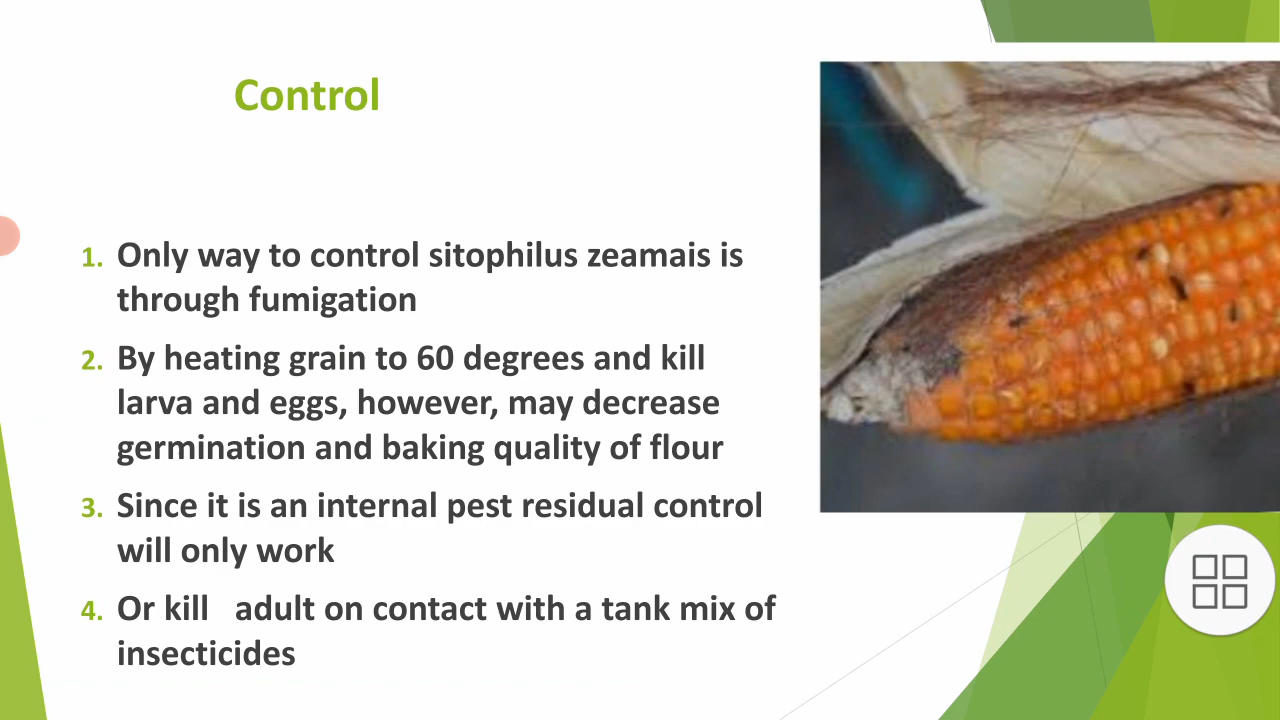 Control
1. Only way to control sitophilus zeamais is
through fumigation
2. By heating grain to 60 degrees and kill
larva and eggs, however, may decrease
germination and baking quality of flour
3. Since it is an internal pest residual control
will only work
4. Or kill   adult on contact with a tank mix of
insecticides